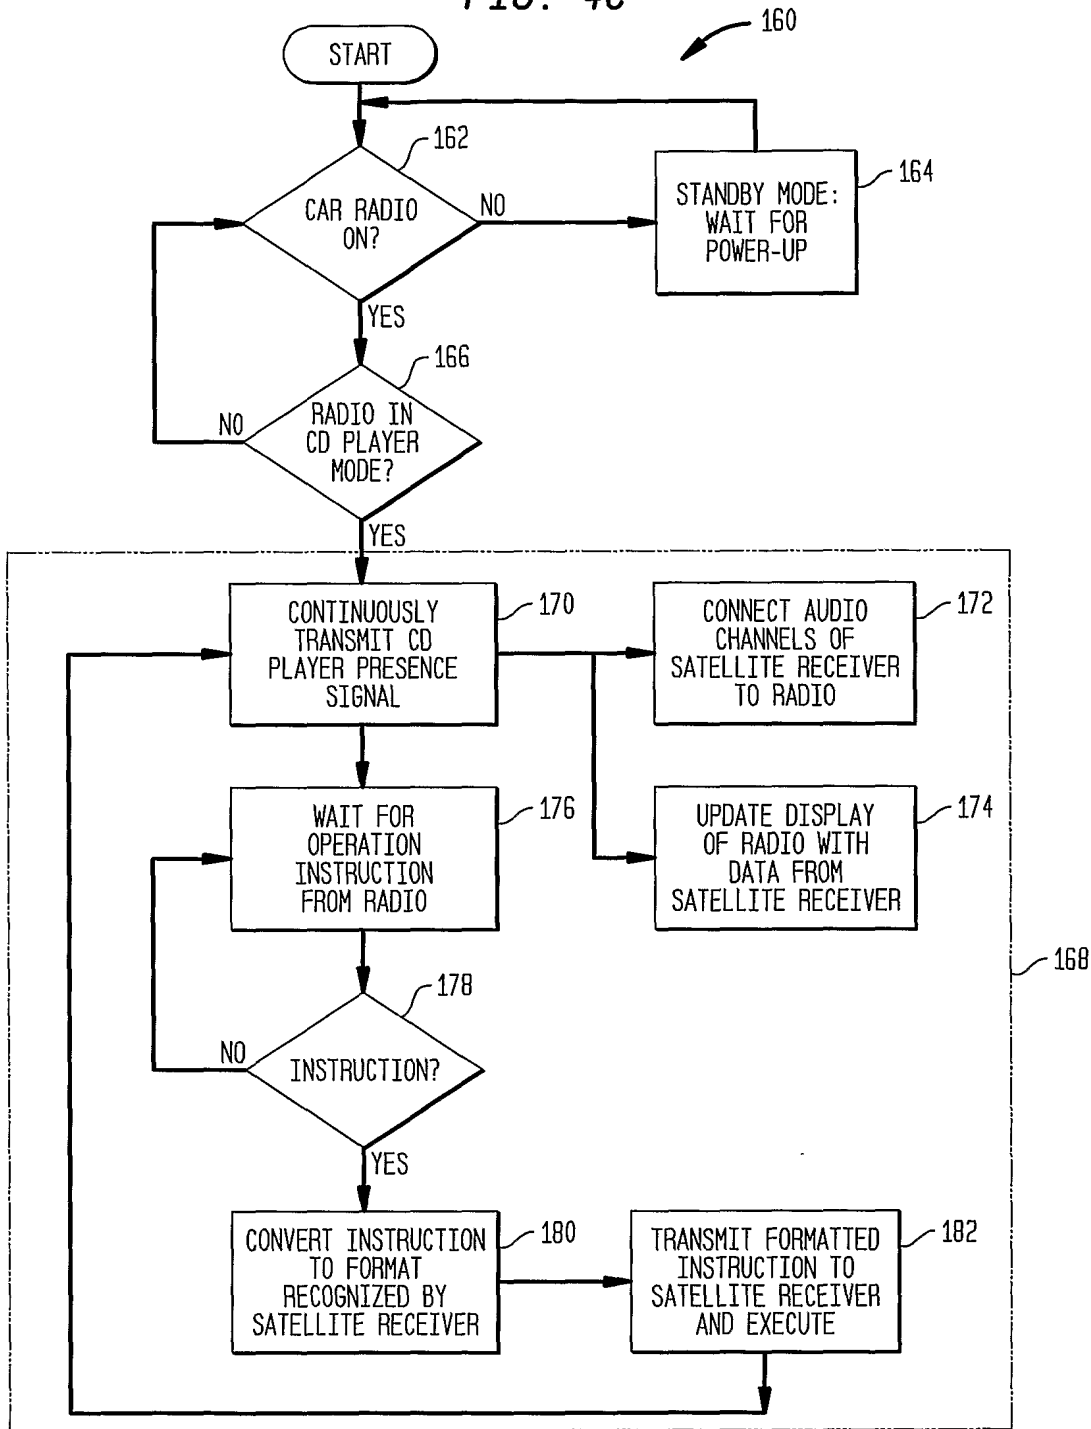 160
START
162
CAR RADIO
ON?
NO
164
STANDBY MODE:
WAIT FOR
POWER-UP
YES
166
RADIO IN
CD PLAYER
MODE?
NO
YES
168
170
CONTINUOUSLY
TRANSMIT CD
PLAYER PRESENCE
SIGNAL
172
CONNECT AUDIO
CHANNELS OF
SATELLITE RECEIVER
TO RADIO
174
UPDATE DISPLAY
OF RADIO WITH
DATA FROM
SATELLITE RECEIVER
176
WAIT FOR
OPERATION
INSTRUCTION
FROM RADIO
178
INSTRUCTION?
NO
YES
180
CONVERT INSTRUCTION
TO FORMAT
RECOGNIZED BY
SATELLITE RECEIVER
182
TRANSMIT FORMATTED
INSTRUCTION TO
SATELLITE RECEIVER
AND EXECUTE